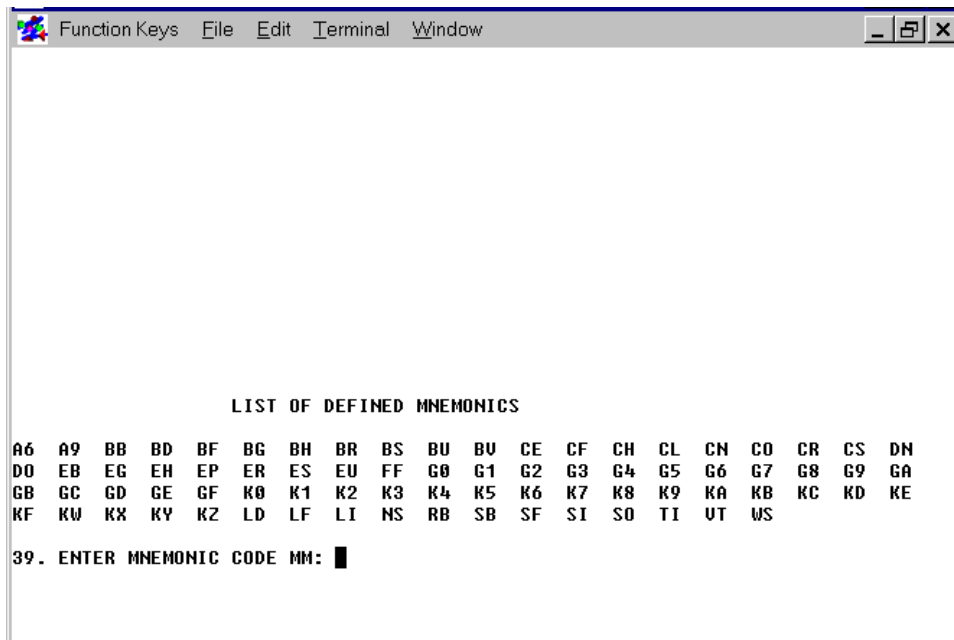 Function Keys File Edit Terminal Window
LIST OF DEFINED MNEMONICS
A6 A9 BB BD BF BG BH BR BS BU BV CE CF CH CL CN CO CR CS DN
DO EB EG EH EP ER ES EU FF G0 G1 G2 G3 G4 G5 G6 G7 G8 G9 GA
GB GC GD GE GF K0 K1 K2 K3 K4 K5 K6 K7 K8 K9 KA KB KC KD KE
KF KW KX KY KZ LD LF LI NS RB SB SF SI SO TI VT WS
39. ENTER MNEMONIC CODE MM: